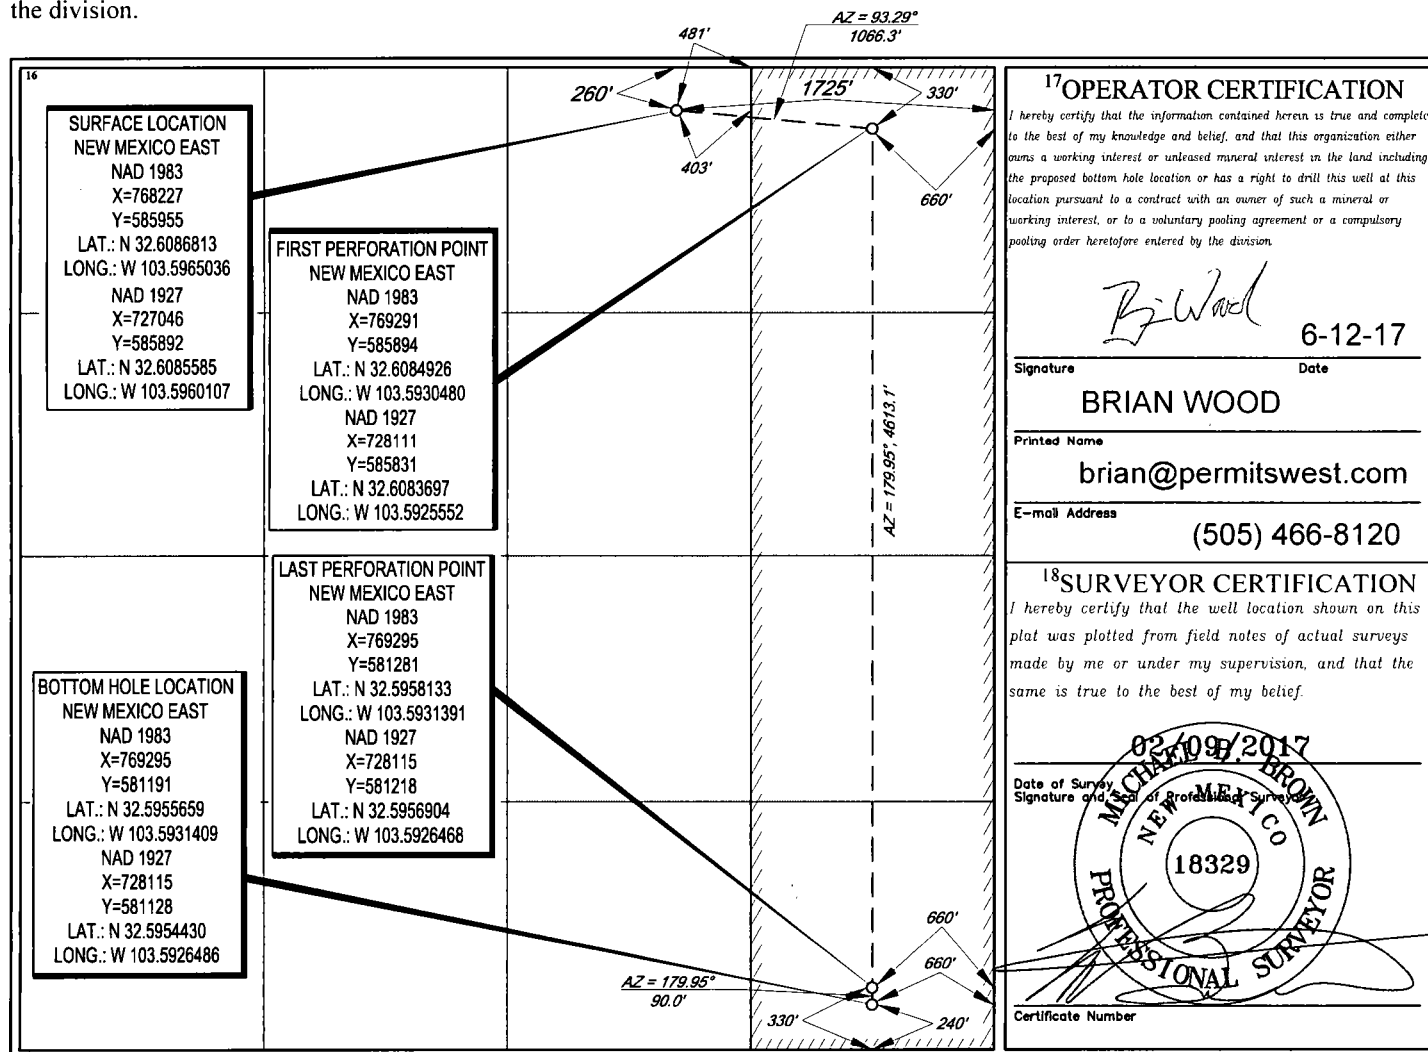 the division.
481'
AZ = 93.29°
1066.3'
16
260'
1725'
330'
403'
660'
SURFACE LOCATION
NEW MEXICO EAST
NAD 1983
X=768227
Y=585955
LAT.: N 32.6086813
LONG.: W 103.5965036
NAD 1927
X=727046
Y=585892
LAT.: N 32.6085585
LONG.: W 103.5960107
FIRST PERFORATION POINT
NEW MEXICO EAST
NAD 1983
X=769291
Y=585894
LAT.: N 32.6084926
LONG.: W 103.5930480
NAD 1927
X=728111
Y=585831
LAT.: N 32.6083697
LONG.: W 103.5925552
AZ = 179.95°, 4613.1'
LAST PERFORATION POINT
NEW MEXICO EAST
NAD 1983
X=769295
Y=581281
LAT.: N 32.5958133
LONG.: W 103.5931391
NAD 1927
X=728115
Y=581218
LAT.: N 32.5956904
LONG.: W 103.5926468
BOTTOM HOLE LOCATION
NEW MEXICO EAST
NAD 1983
X=769295
Y=581191
LAT.: N 32.5955659
LONG.: W 103.5931409
NAD 1927
X=728115
Y=581128
LAT.: N 32.5954430
LONG.: W 103.5926486
660'
660'
AZ = 179.95°
90.0'
330'
240'
17OPERATOR CERTIFICATION
I hereby certify that the information contained herein is true and complete
to the best of my knowledge and belief, and that this organization either
owns a working interest or unleased mineral interest in the land including
the proposed bottom hole location or has a right to drill this well at this
location pursuant to a contract with an owner of such a mineral or
working interest, or to a voluntary pooling agreement or a compulsory
pooling order heretofore entered by the division
Brian Wood
6-12-17
Signature Date
BRIAN WOOD
Printed Name
brian@permitswest.com
E-mail Address
(505) 466-8120
18SURVEYOR CERTIFICATION
I hereby certify that the well location shown on this
plat was plotted from field notes of actual surveys
made by me or under my supervision, and that the
same is true to the best of my belief.
02/09/2017
Date of Survey
Signature and Seal of Professional Surveyor
MICHAEL B. BROWN
NEW MEXICO
18329
PROFESSIONAL SURVEYOR
Certificate Number